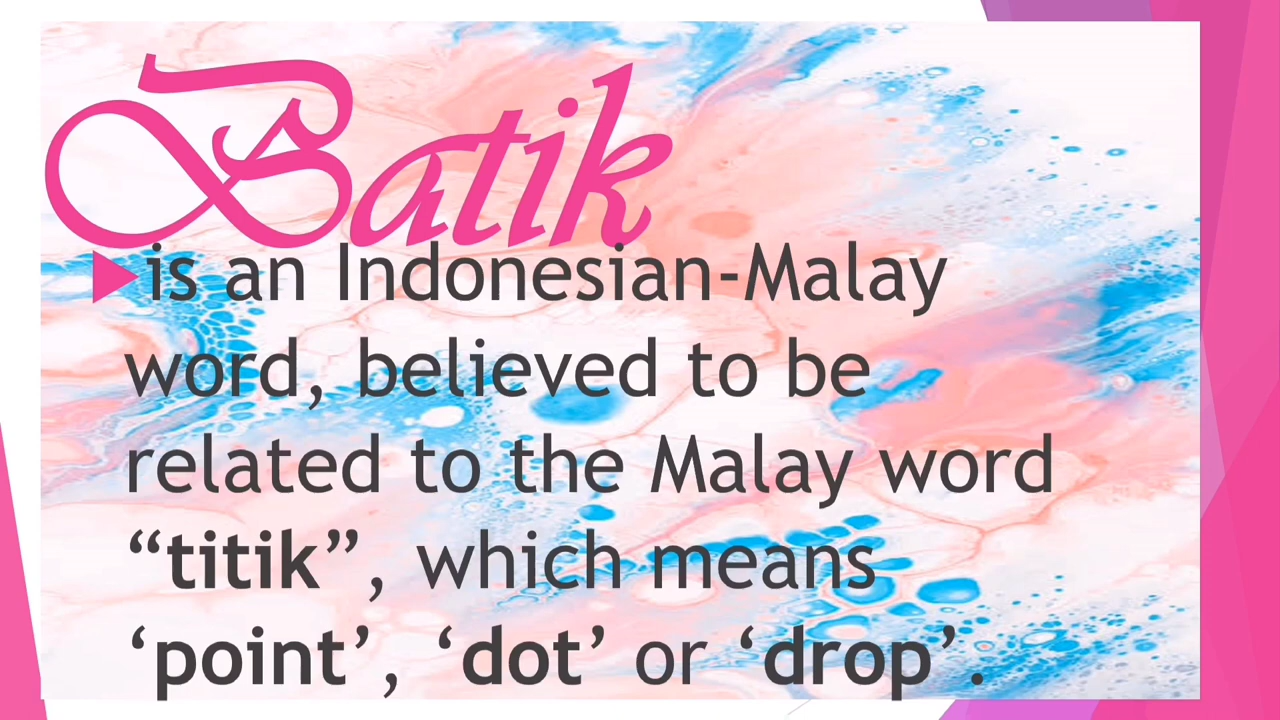 Batik
is an Indonesian-Malay
word, believed to be
related to the Malay word
“titik”, which means
‘point’, ‘dot’ or ‘drop’.